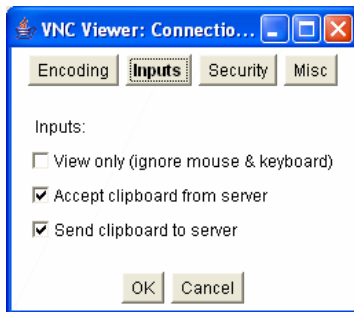 VNC Viewer: Connectio...
Encoding Inputs Security Misc
Inputs:
View only (ignore mouse & keyboard)
Accept clipboard from server
Send clipboard to server
OK Cancel